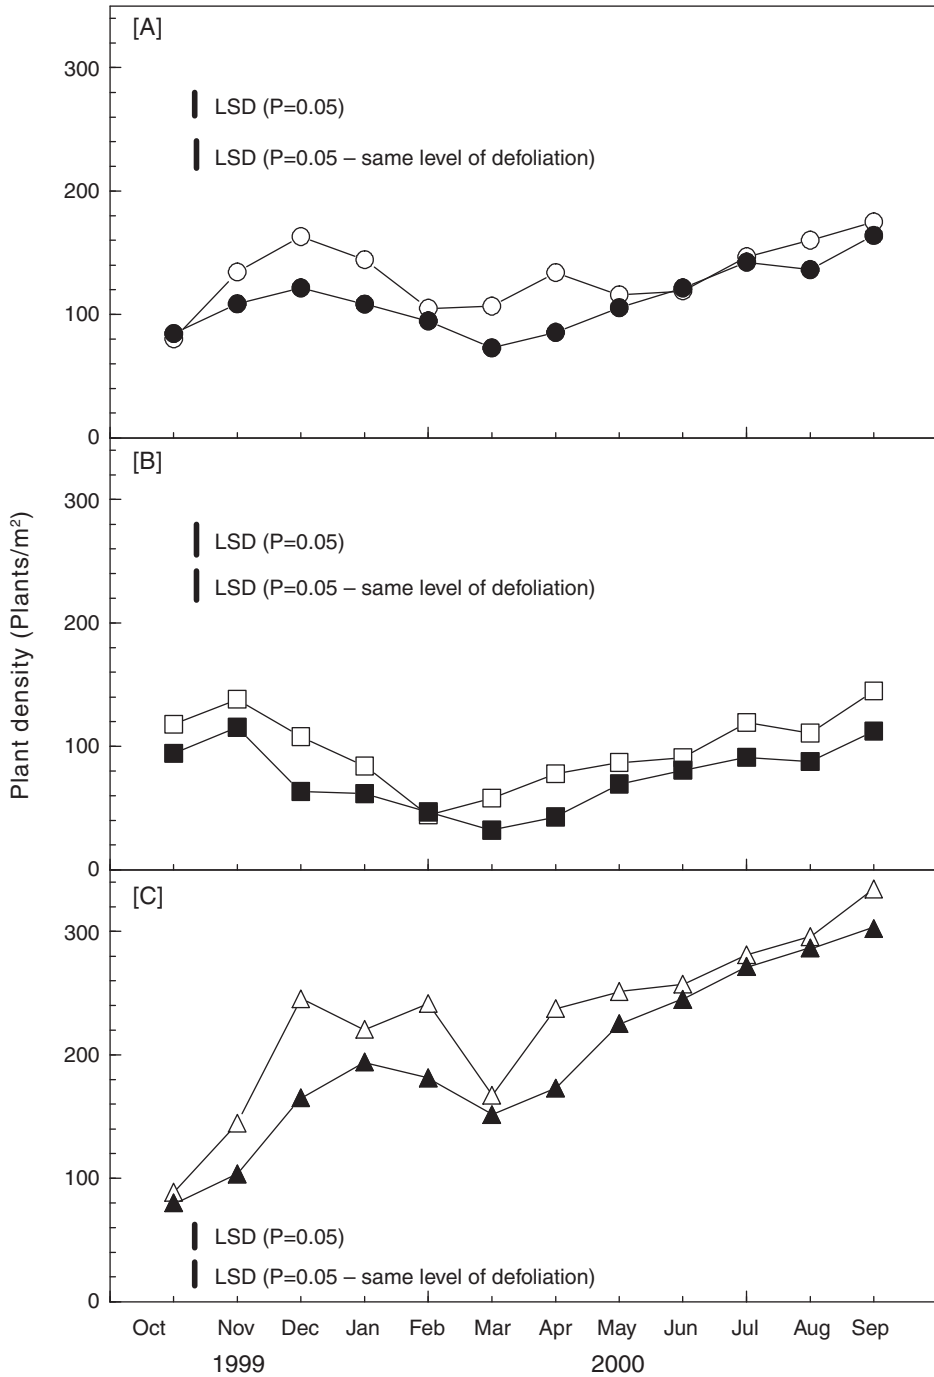 [A]
300
LSD (P=0.05)
LSD (P=0.05 – same level of defoliation)
200
100
0
[B]
300
LSD (P=0.05)
LSD (P=0.05 – same level of defoliation)
200
100
0
Plant density (Plants/m²)
[C]
300
200
100
LSD (P=0.05)
LSD (P=0.05 – same level of defoliation)
0
Oct Nov Dec Jan Feb Mar Apr May Jun Jul Aug Sep
1999 2000